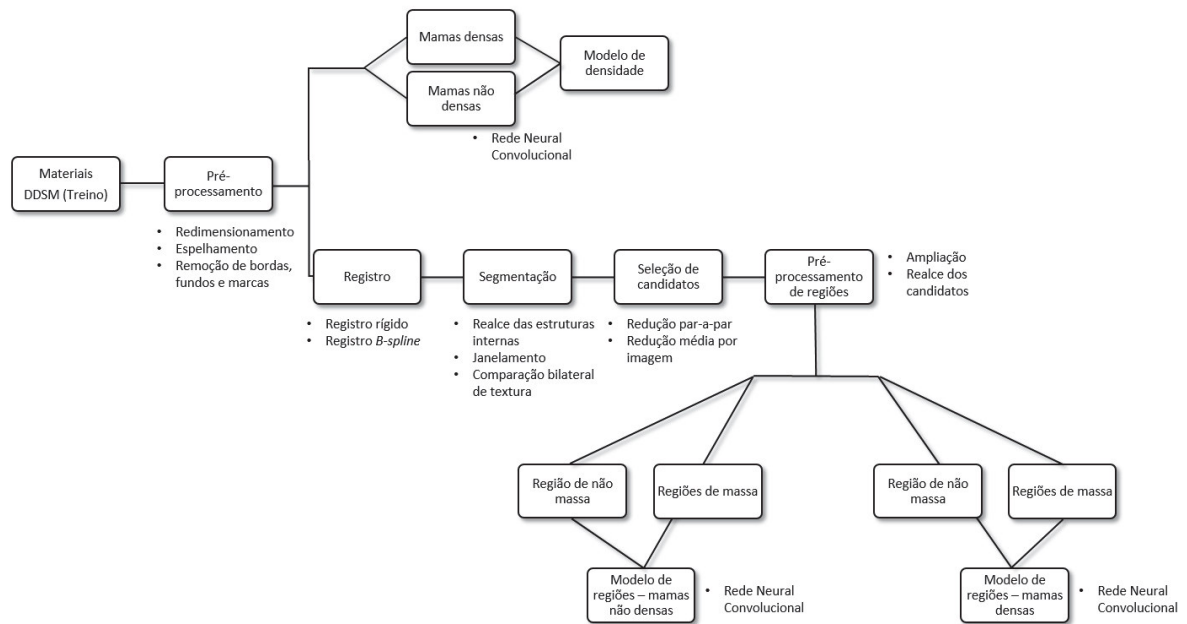 Mamas densas
Modelo de
densidade
Mamas não
densas
• Rede Neural
Convolucional
Materiais
DDSM (Treino)
Pré-
processamento
• Redimensionamento
• Espelhamento
• Remoção de bordas,
fundos e marcas
Registro
• Registro rígido
• Registro B-spline
Segmentação
• Realce das estruturas
internas
• Janelamento
• Comparação bilateral
de textura
Seleção de
candidatos
• Redução par-a-par
• Redução média por
imagem
Pré-
processamento
de regiões
• Ampliação
• Realce dos
candidatos
Região de não
massa
Regiões de massa
Região de não
massa
Regiões de massa
Modelo de
regiões – mamas
não densas
• Rede Neural
Convolucional
Modelo de
regiões – mamas
densas
• Rede Neural
Convolucional